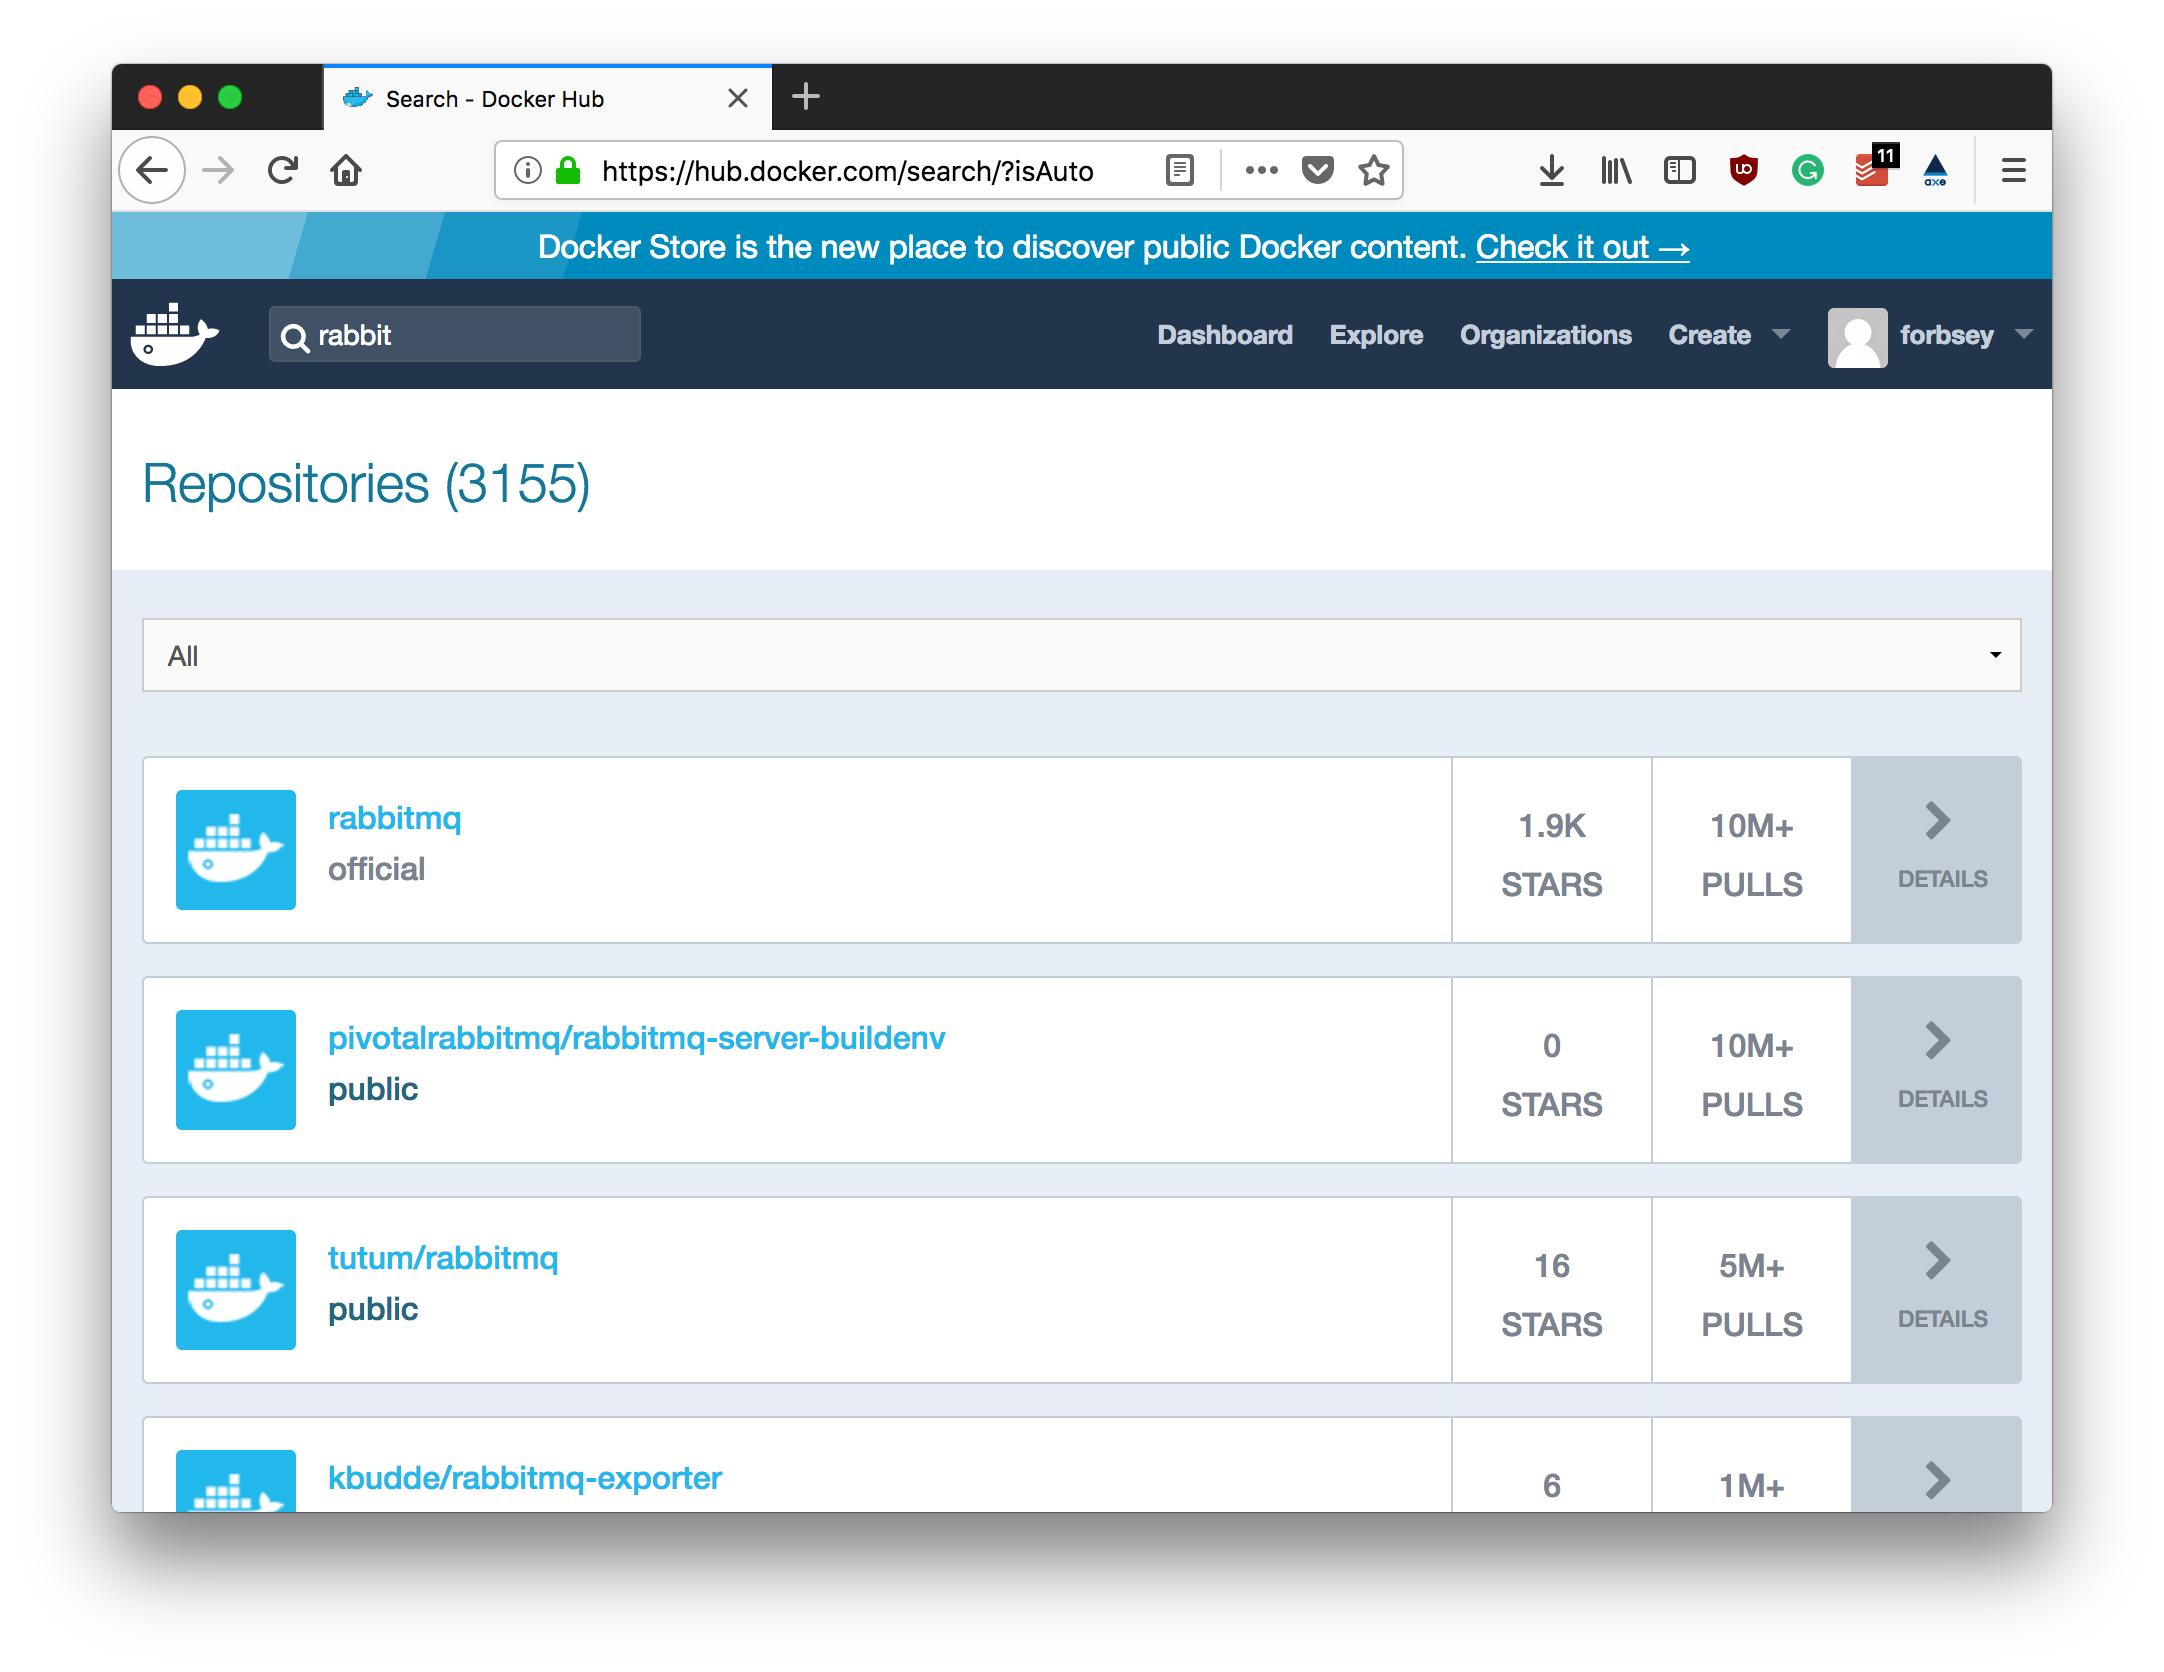 Search - Docker Hub
https://hub.docker.com/search/?isAuto
11
axe
Docker Store is the new place to discover public Docker content. Check it out →
rabbit
Dashboard Explore Organizations Create forbsey
Repositories (3155)
All
rabbitmq
official
1.9K
STARS
10M+
PULLS
DETAILS
pivotalrabbitmq/rabbitmq-server-buildenv
public
0
STARS
10M+
PULLS
DETAILS
tutum/rabbitmq
public
16
STARS
5M+
PULLS
DETAILS
kbudde/rabbitmq-exporter
6
1M+